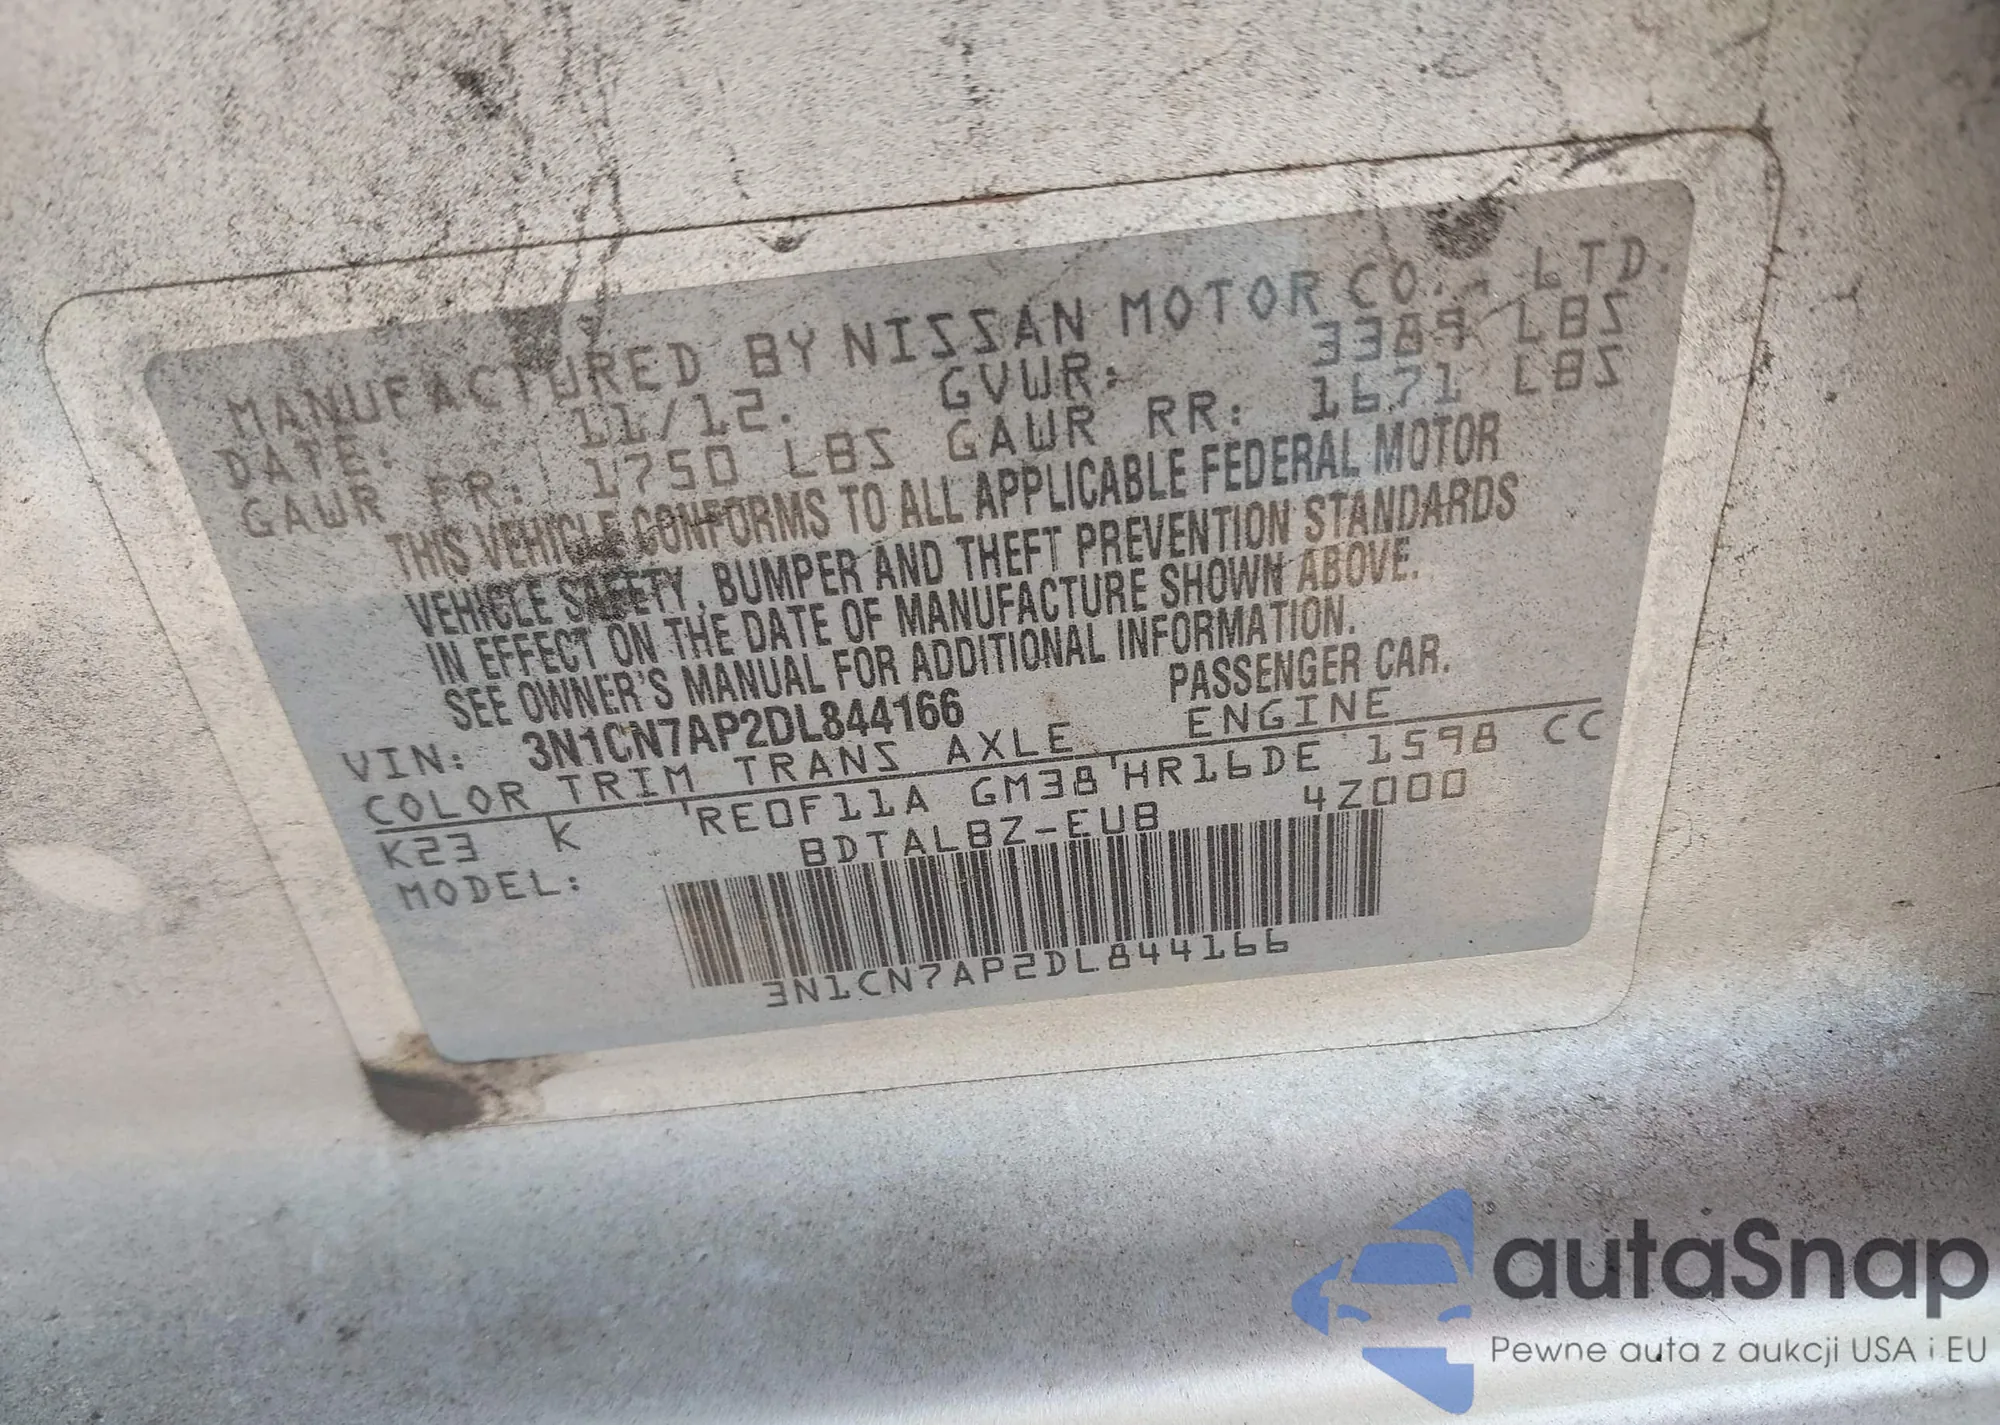 MANUFACTURED BY NISSAN MOTOR CO., LTD.
DATE: 11/12. GVWR: 3389 LBS
GAWR FR: 1750 LBS GAWR RR: 1671 LBS
THIS VEHICLE CONFORMS TO ALL APPLICABLE FEDERAL MOTOR
VEHICLE SAFETY, BUMPER AND THEFT PREVENTION STANDARDS
IN EFFECT ON THE DATE OF MANUFACTURE SHOWN ABOVE.
SEE OWNER'S MANUAL FOR ADDITIONAL INFORMATION.
VIN: 3N1CN7AP2DL844166 PASSENGER CAR.
COLOR TRIM TRANS AXLE ENGINE
K23 K RE0F11A GM38 HR16DE 1598 CC
MODEL: BDTALBZ-EUB 4Z000
3N1CN7AP2DL844166
autaSnap
Pewne auta z aukcji USA i EU